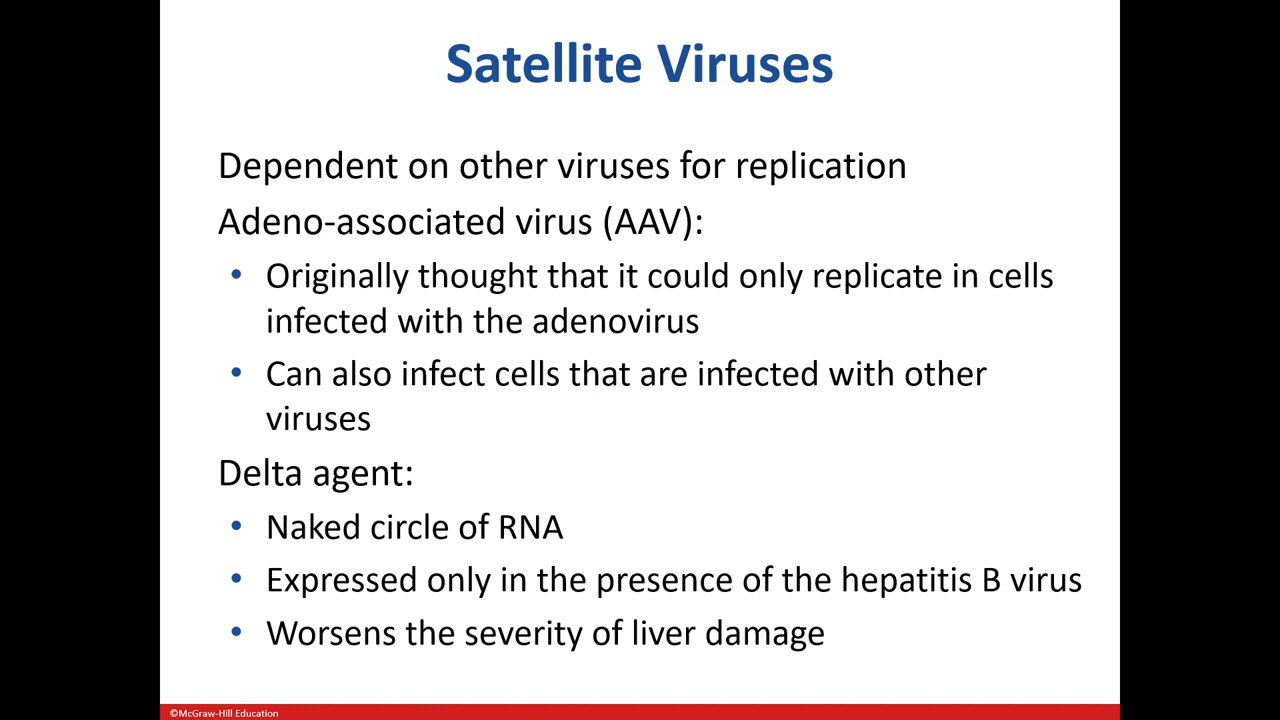 Satellite Viruses
Dependent on other viruses for replication
Adeno-associated virus (AAV):
• Originally thought that it could only replicate in cells
infected with the adenovirus
• Can also infect cells that are infected with other
viruses
Delta agent:
• Naked circle of RNA
• Expressed only in the presence of the hepatitis B virus
• Worsens the severity of liver damage
©McGraw-Hill Education